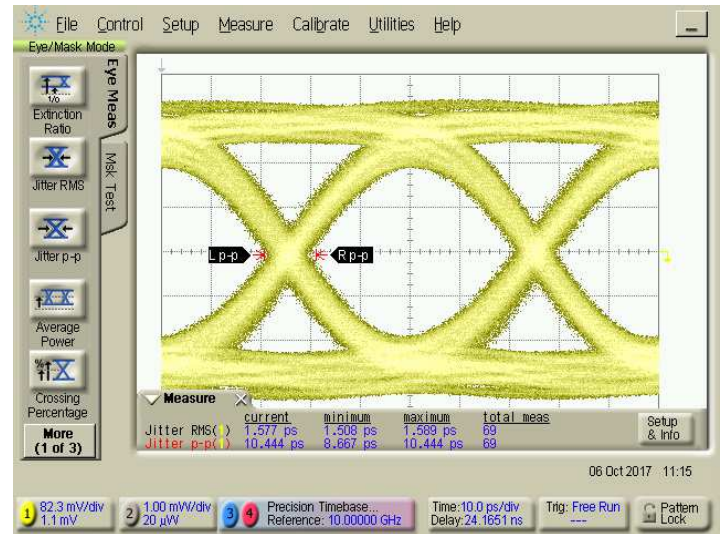 File Control Setup Measure Calibrate Utilities Help
Eye/Mask Mode
Eye Meas
Msk Test
Extinction
Ratio
Jitter RMS
Jitter p-p
Average
Power
Crossing
Percentage
More
(1 of 3)
L p-p
R p-p
Measure
current minimum maximum total meas
Jitter RMS(1) 1.577 ps 1.508 ps 1.589 ps 69
Jitter p-p(1) 10.444 ps 8.667 ps 10.444 ps 69
Setup
& Info
06 Oct 2017 11:15
1 82.3 mV/div
1.1 mV
2 1.00 mW/div
20 µW
3 4 Precision Timebase...
Reference: 10.00000 GHz
Time:10.0 ps/div
Delay:24.1651 ns
Trig: Free Run
---
Pattern
Lock